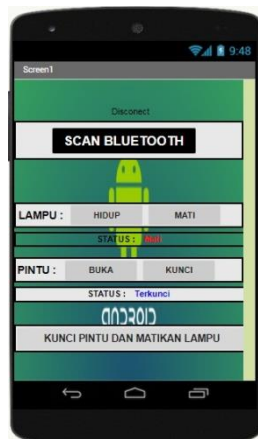 9:48
Screen1
Disconect
SCAN BLUETOOTH
LAMPU : HIDUP MATI
STATUS : Mati
PINTU : BUKA KUNCI
STATUS : Terkunci
ANDROID
KUNCI PINTU DAN MATIKAN LAMPU